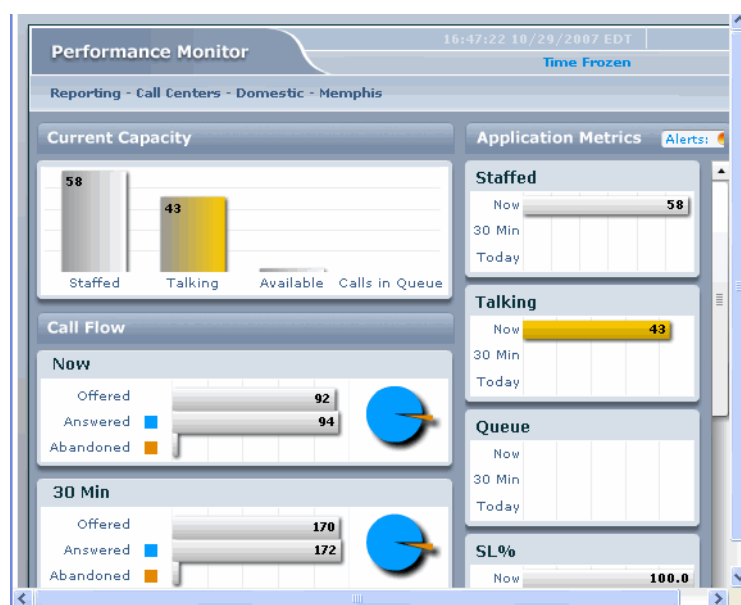 16:47:22 10/29/2007 EDT
Performance Monitor
Time Frozen
Reporting - Call Centers - Domestic - Memphis
Current Capacity
58
43
Staffed
Talking
Available
Calls in Queue
Call Flow
Now
Offered
92
Answered
94
Abandoned
30 Min
Offered
170
Answered
172
Abandoned
Application Metrics
Alerts:
Staffed
Now
58
30 Min
Today
Talking
Now
43
30 Min
Today
Queue
Now
30 Min
Today
SL%
Now
100.0